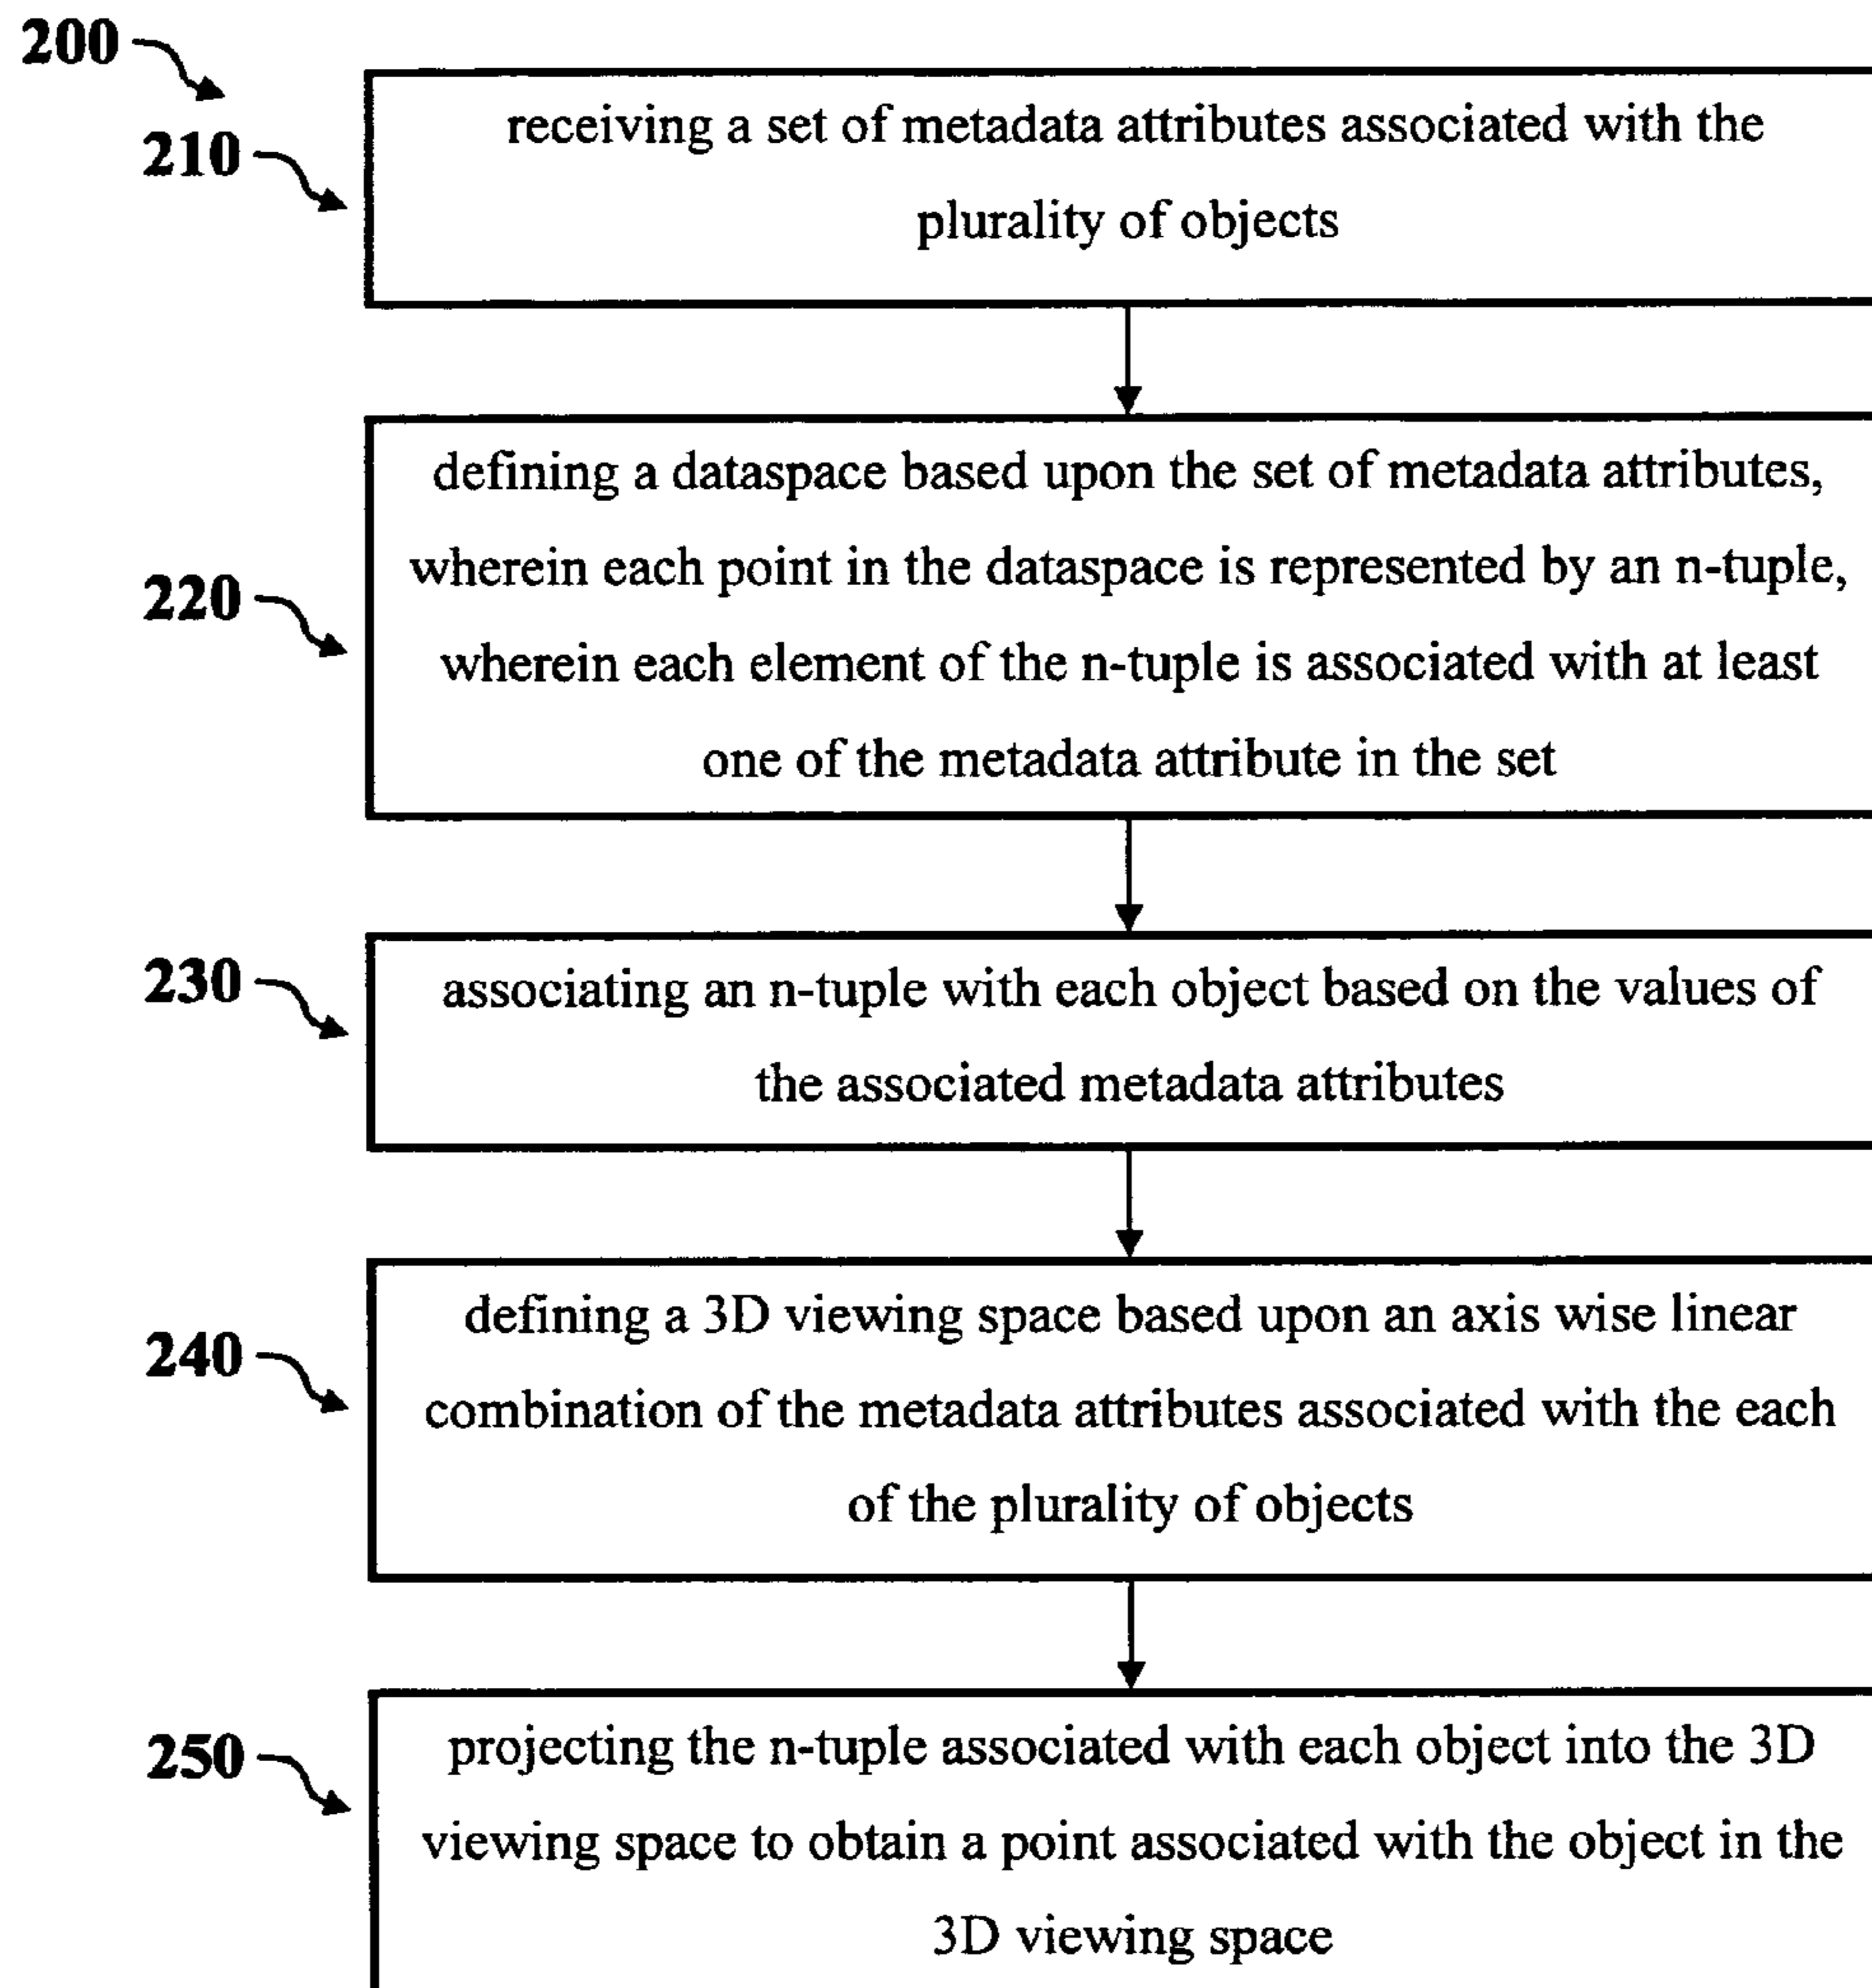 200
210
receiving a set of metadata attributes associated with the
plurality of objects
defining a dataspace based upon the set of metadata attributes,
220
wherein each point in the dataspace is represented by an n-tuple,
wherein each element of the n-tuple is associated with at least
one of the metadata attribute in the set
230
associating an n-tuple with each object based on the values of
the associated metadata attributes
240
defining a 3D viewing space based upon an axis wise linear
combination of the metadata attributes associated with the each
of the plurality of objects
250
projecting the n-tuple associated with each object into the 3D
viewing space to obtain a point associated with the object in the
3D viewing space